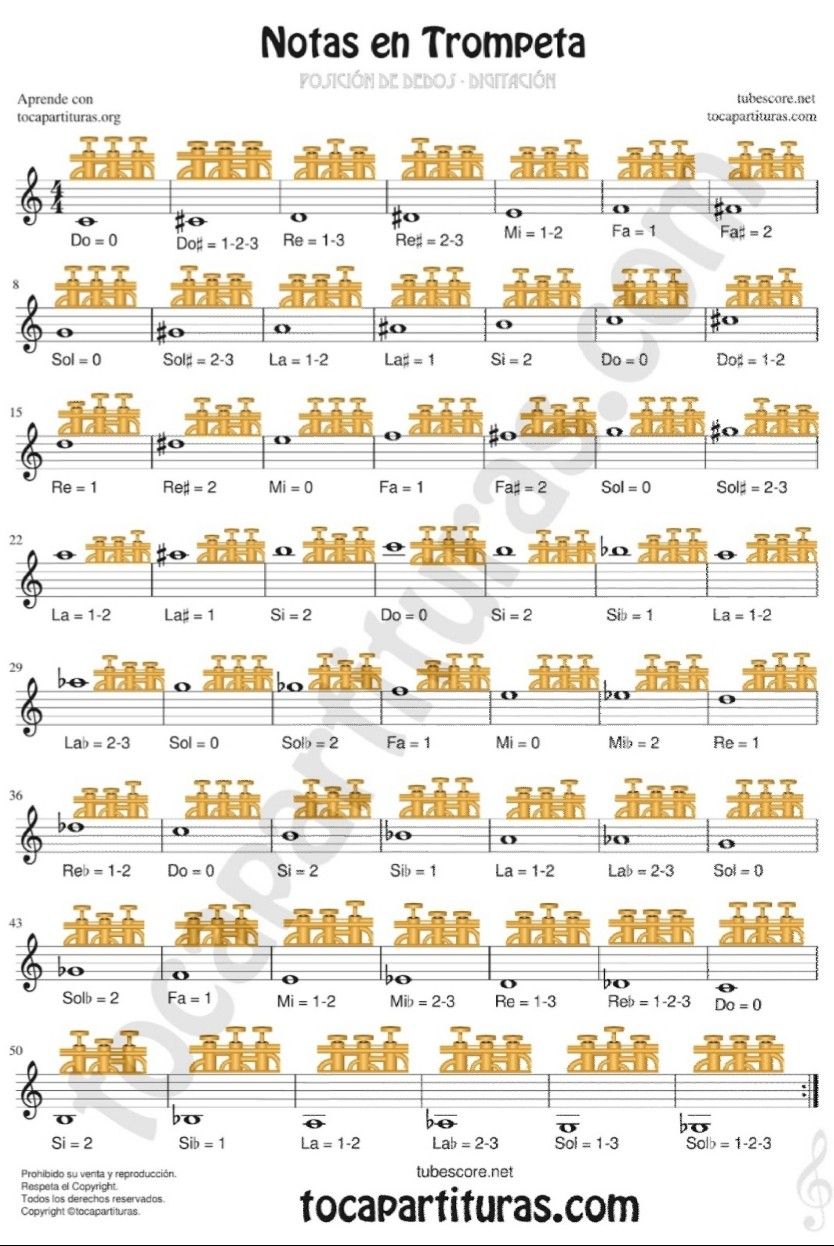 Notas en Trompeta
POSICIÓN DE DEDOS - DIGITACIÓN
Aprende con
tocapartituras.org
tubescore.net
tocapartituras.com
Do = 0 Do♯ = 1-2-3 Re = 1-3 Re♯ = 2-3 Mi = 1-2 Fa = 1 Fa♯ = 2
8
Sol = 0 Sol♯ = 2-3 La = 1-2 La♯ = 1 Si = 2 Do = 0 Do♯ = 1-2
15
Re = 1 Re♯ = 2 Mi = 0 Fa = 1 Fa♯ = 2 Sol = 0 Sol♯ = 2-3
22
La = 1-2 La♯ = 1 Si = 2 Do = 0 Si = 2 Si♭ = 1 La = 1-2
29
La♭ = 2-3 Sol = 0 Sol♭ = 2 Fa = 1 Mi = 0 Mi♭ = 2 Re = 1
36
Re♭ = 1-2 Do = 0 Si = 2 Si♭ = 1 La = 1-2 La♭ = 2-3 Sol = 0
43
Sol♭ = 2 Fa = 1 Mi = 1-2 Mi♭ = 2-3 Re = 1-3 Re♭ = 1-2-3 Do = 0
50
Si = 2 Si♭ = 1 La = 1-2 La♭ = 2-3 Sol = 1-3 Sol♭ = 1-2-3
tocapartituras.com
Prohibido su venta y reproducción.
Respeta el Copyright.
Todos los derechos reservados.
Copyright ©tocapartituras.
tubescore.net
tocapartituras.com